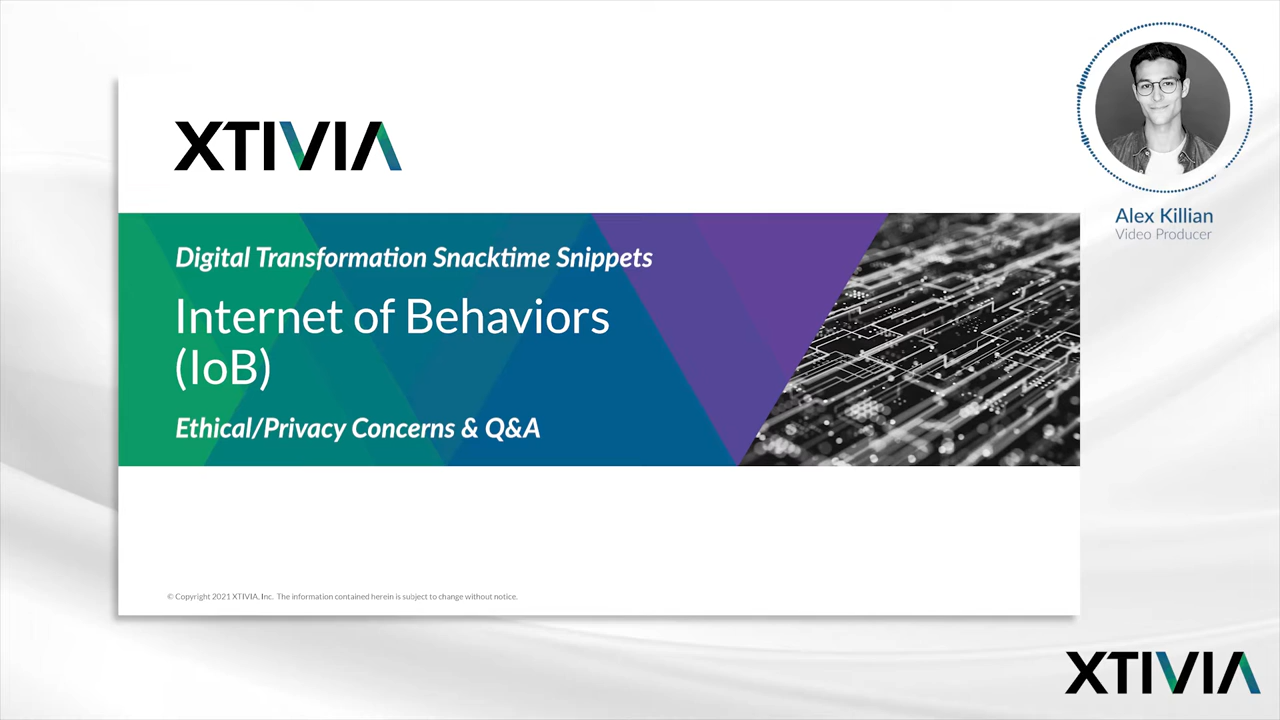 XTIVIA
Digital Transformation Snacktime Snippets
Internet of Behaviors
(IoB)
Ethical/Privacy Concerns & Q&A
© Copyright 2021 XTIVIA, Inc. The information contained herein is subject to change without notice.
Alex Killian
Video Producer
XTIVIA